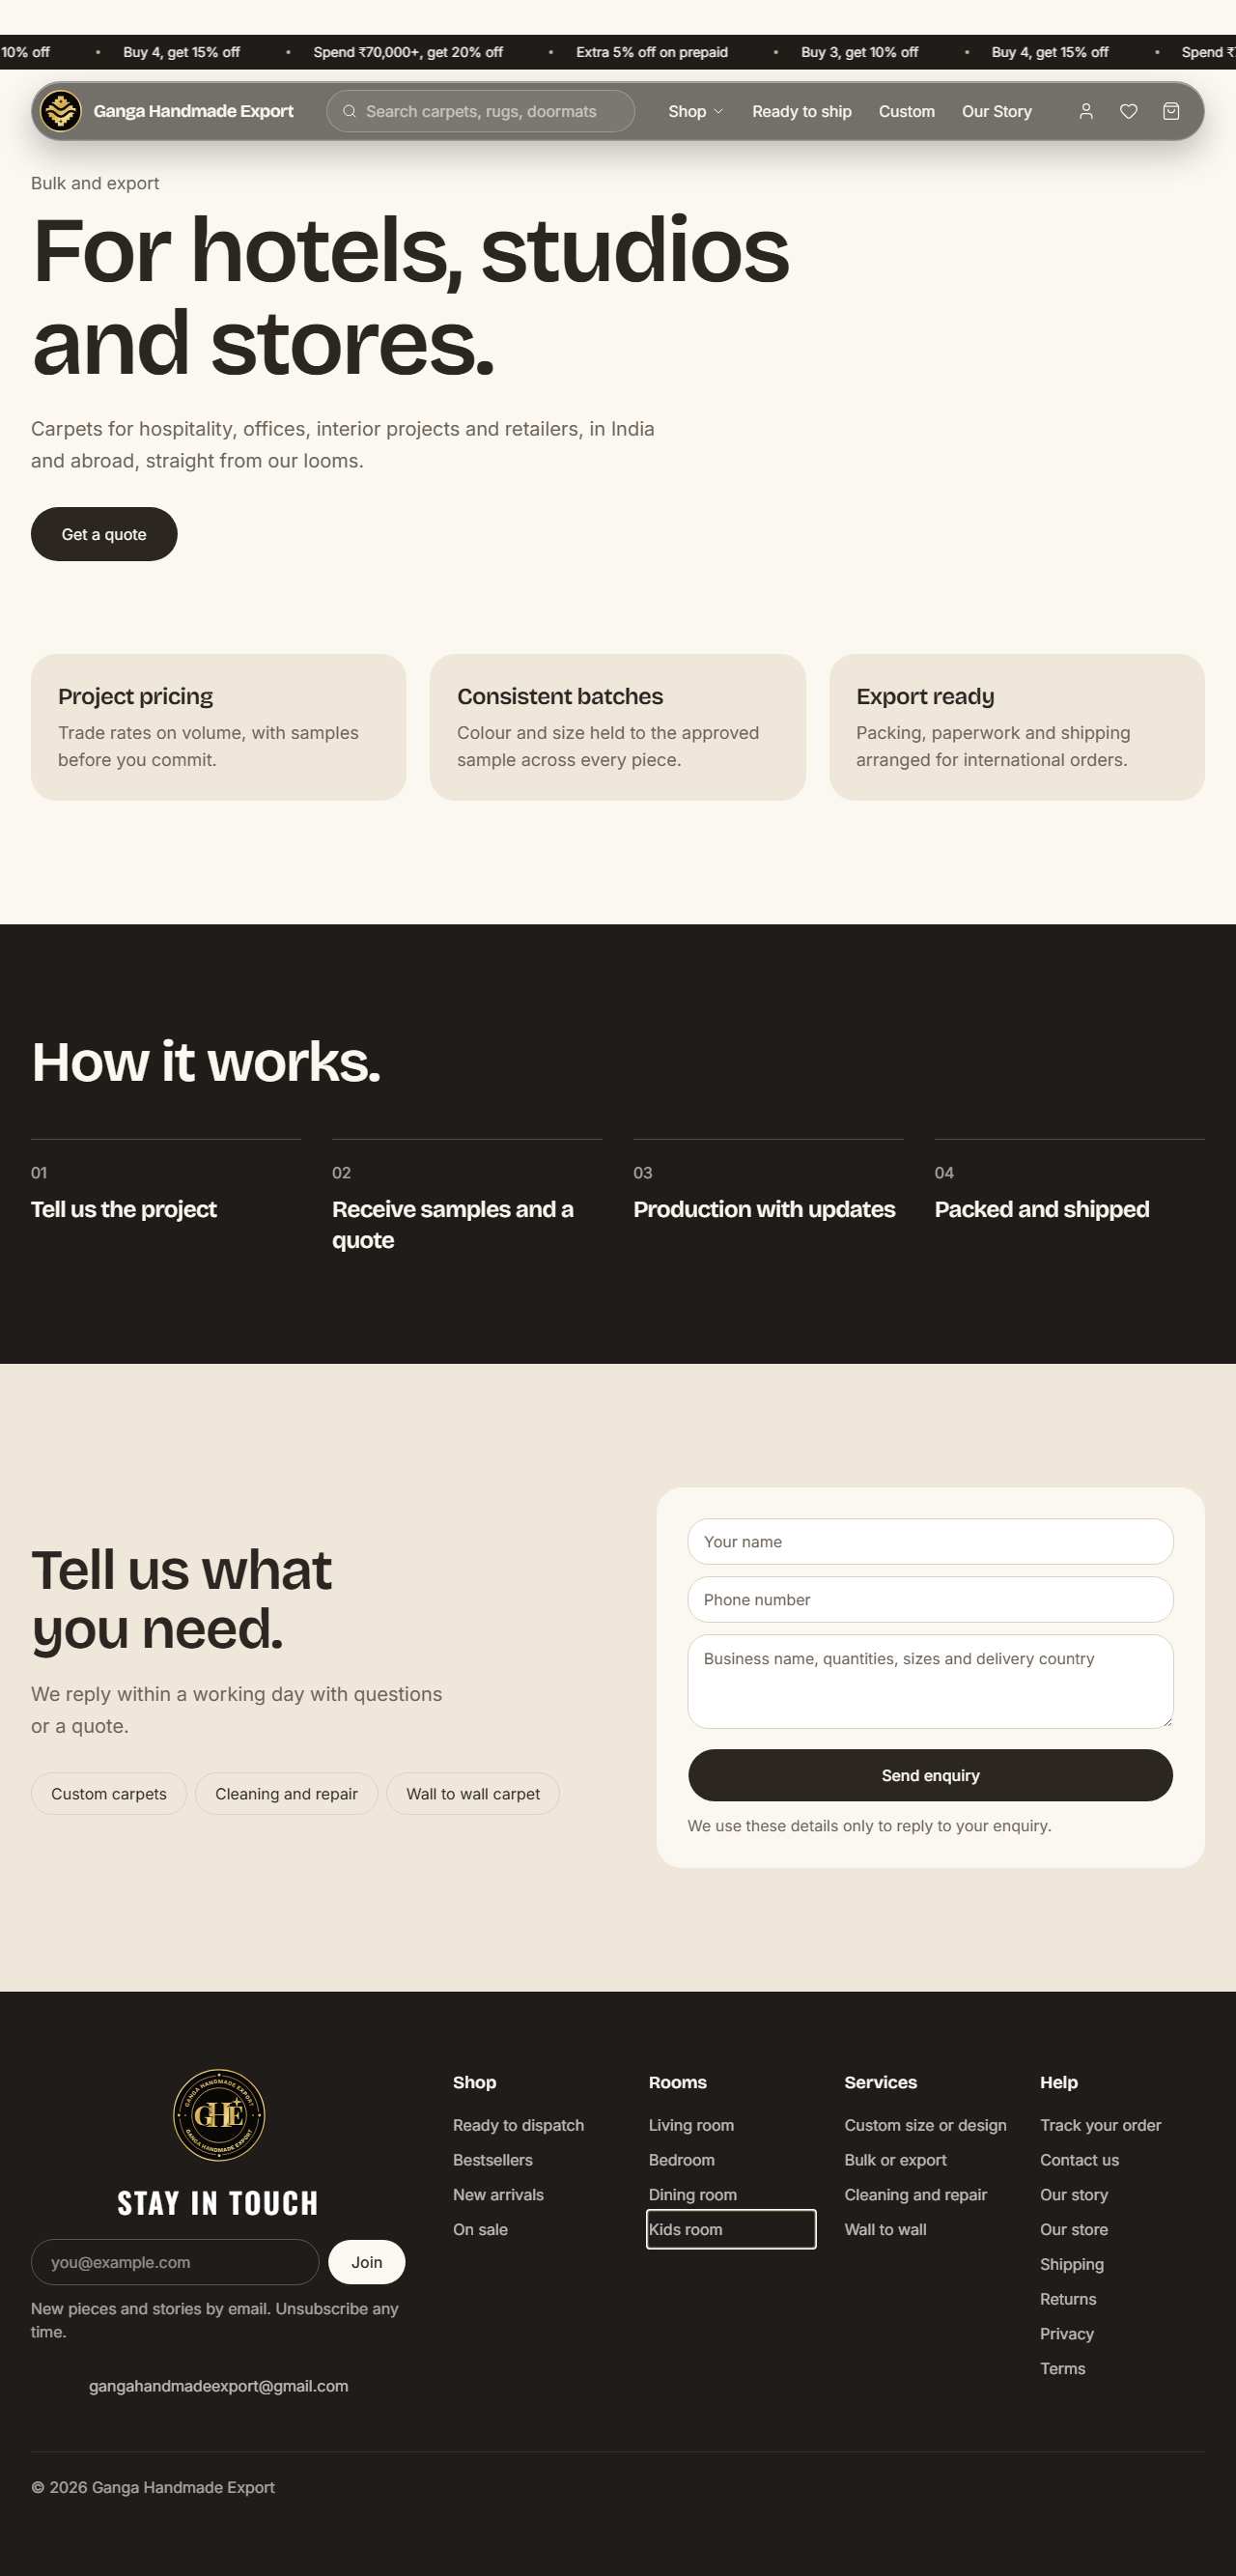 10% off • Buy 4, get 15% off • Spend ₹70,000+, get 20% off • Extra 5% off on prepaid • Buy 3, get 10% off • Buy 4, get 15% off • Spend ₹
Ganga Handmade Export
Search carpets, rugs, doormats
Shop
Ready to ship
Custom
Our Story
Bulk and export
For hotels, studios
and stores.
Carpets for hospitality, offices, interior projects and retailers, in India
and abroad, straight from our looms.
Get a quote
Project pricing
Trade rates on volume, with samples
before you commit.
Consistent batches
Colour and size held to the approved
sample across every piece.
Export ready
Packing, paperwork and shipping
arranged for international orders.
How it works.
01
Tell us the project
02
Receive samples and a
quote
03
Production with updates
04
Packed and shipped
Tell us what
you need.
We reply within a working day with questions
or a quote.
Custom carpets
Cleaning and repair
Wall to wall carpet
Your name
Phone number
Business name, quantities, sizes and delivery country
Send enquiry
We use these details only to reply to your enquiry.
GANGA HANDMADE EXPORT
GHE
GANGA HANDMADE EXPORT
STAY IN TOUCH
you@example.com
Join
New pieces and stories by email. Unsubscribe any
time.
gangahandmadeexport@gmail.com
Shop
Ready to dispatch
Bestsellers
New arrivals
On sale
Rooms
Living room
Bedroom
Dining room
Kids room
Services
Custom size or design
Bulk or export
Cleaning and repair
Wall to wall
Help
Track your order
Contact us
Our story
Our store
Shipping
Returns
Privacy
Terms
© 2026 Ganga Handmade Export